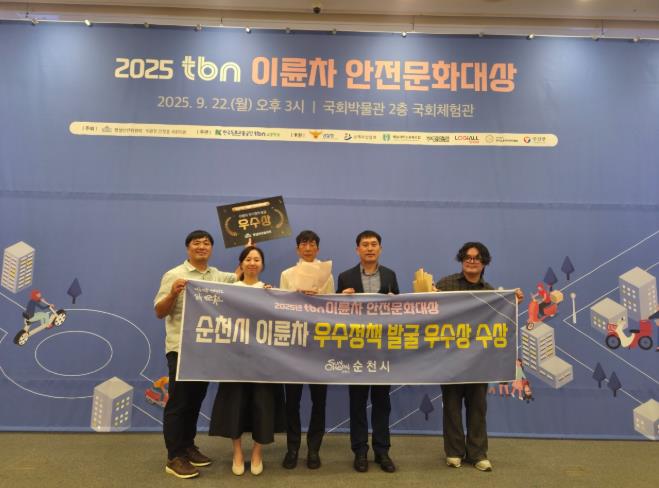 2025 tbn 이륜차 안전문화대상
2025. 9. 22.(월) 오후 3시 | 국회박물관 2층 국회체험관
우수상
2025년 tbn 이륜차 안전문화대상
순천시 이륜차 우수정책 발굴 우수상 수상
순천시